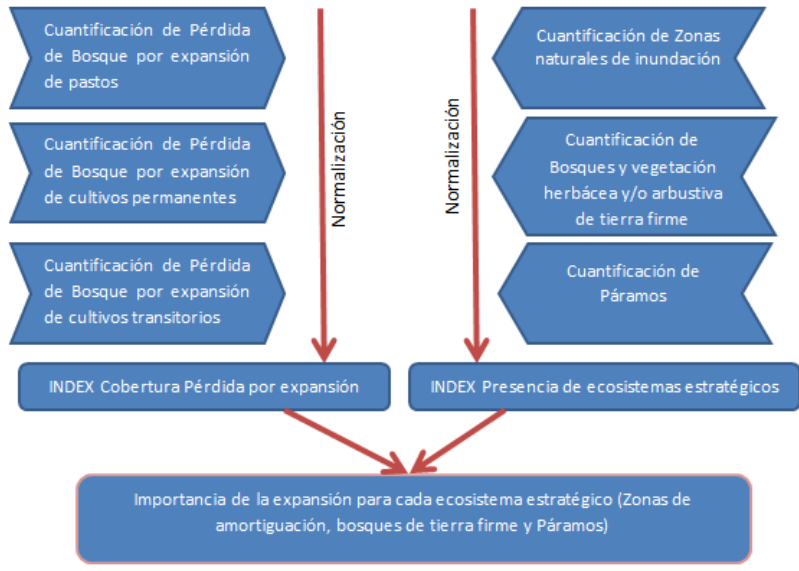 Cuantificación de Pérdida
de Bosque por expansión
de pastos
Cuantificación de Pérdida
de Bosque por expansión
de cultivos permanentes
Cuantificación de Pérdida
de Bosque por expansión
de cultivos transitorios
Normalización
INDEX Cobertura Pérdida por expansión
Cuantificación de Zonas
naturales de inundación
Cuantificación de
Bosques y vegetación
herbácea y/o arbustiva
de tierra firme
Cuantificación de
Páramos
Normalización
INDEX Presencia de ecosistemas estratégicos
Importancia de la expansión para cada ecosistema estratégico (Zonas de
amortiguación, bosques de tierra firme y Páramos)